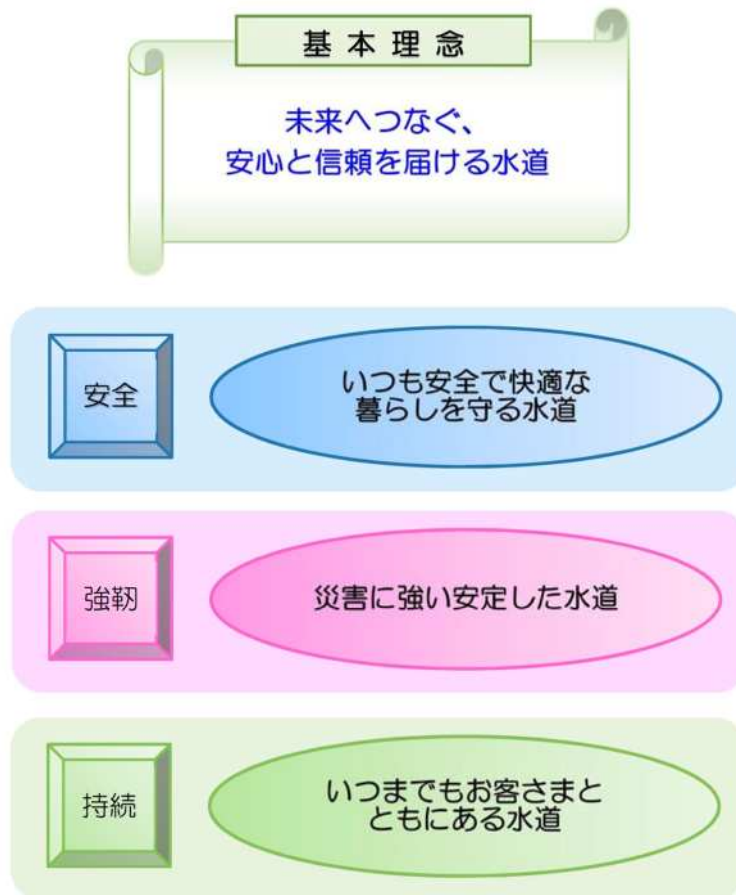 基本理念
未来へつなぐ、
安心と信頼を届ける水道
安全
いつも安全で快適な
暮らしを守る水道
強靭
災害に強い安定した水道
持続
いつまでもお客さまと
ともにある水道